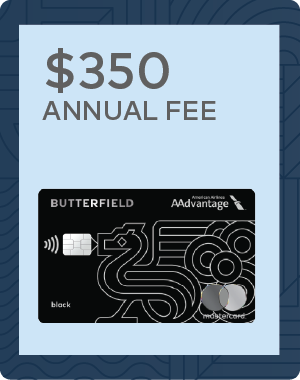 $350
ANNUAL FEE
BUTTERFIELD
American Airlines
AAdvantage
black
mastercard